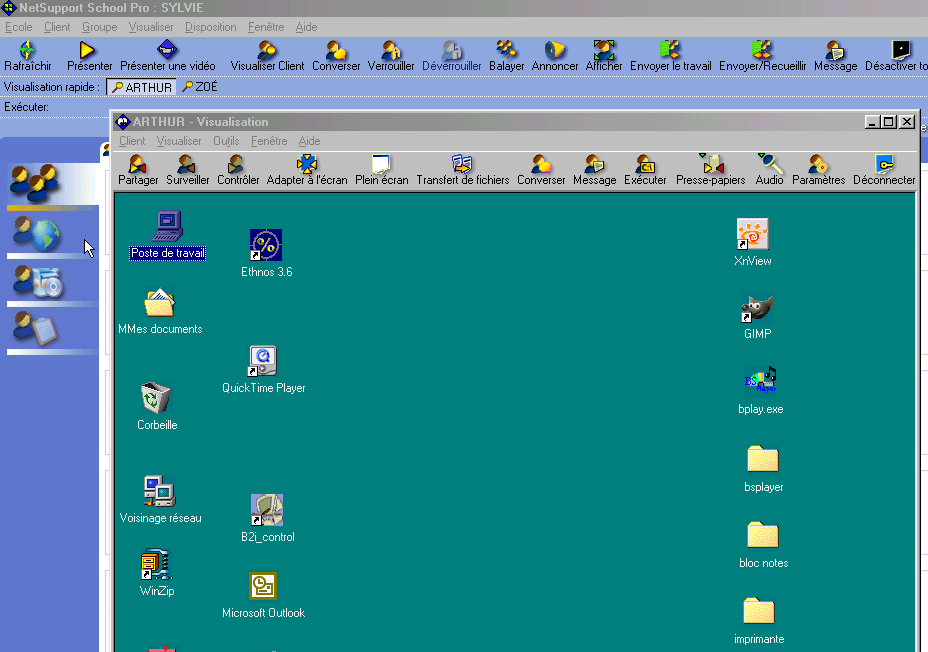 NetSupport School Pro : SYLVIE
Ecole Client Groupe Visualiser Disposition Fenêtre Aide
Rafraîchir Présenter Présenter une vidéo Visualiser Client Converser Verrouiller Déverrouiller Balayer Annoncer Afficher Envoyer le travail Envoyer/Recueillir Message Désactiver to
Visualisation rapide : ARTHUR ZOÉ
Exécuter:
ARTHUR - Visualisation
Client Visualiser Outils Fenêtre Aide
Partager Surveiller Contrôler Adapter à l'écran Plein écran Transfert de fichiers Converser Message Exécuter Presse-papiers Audio Paramètres Déconnecter
Poste de travail
Ethnos 3.6
XnView
MMes documents
GIMP
QuickTime Player
bplay.exe
Corbeille
bsplayer
Voisinage réseau
B2i_control
bloc notes
WinZip
Microsoft Outlook
imprimante